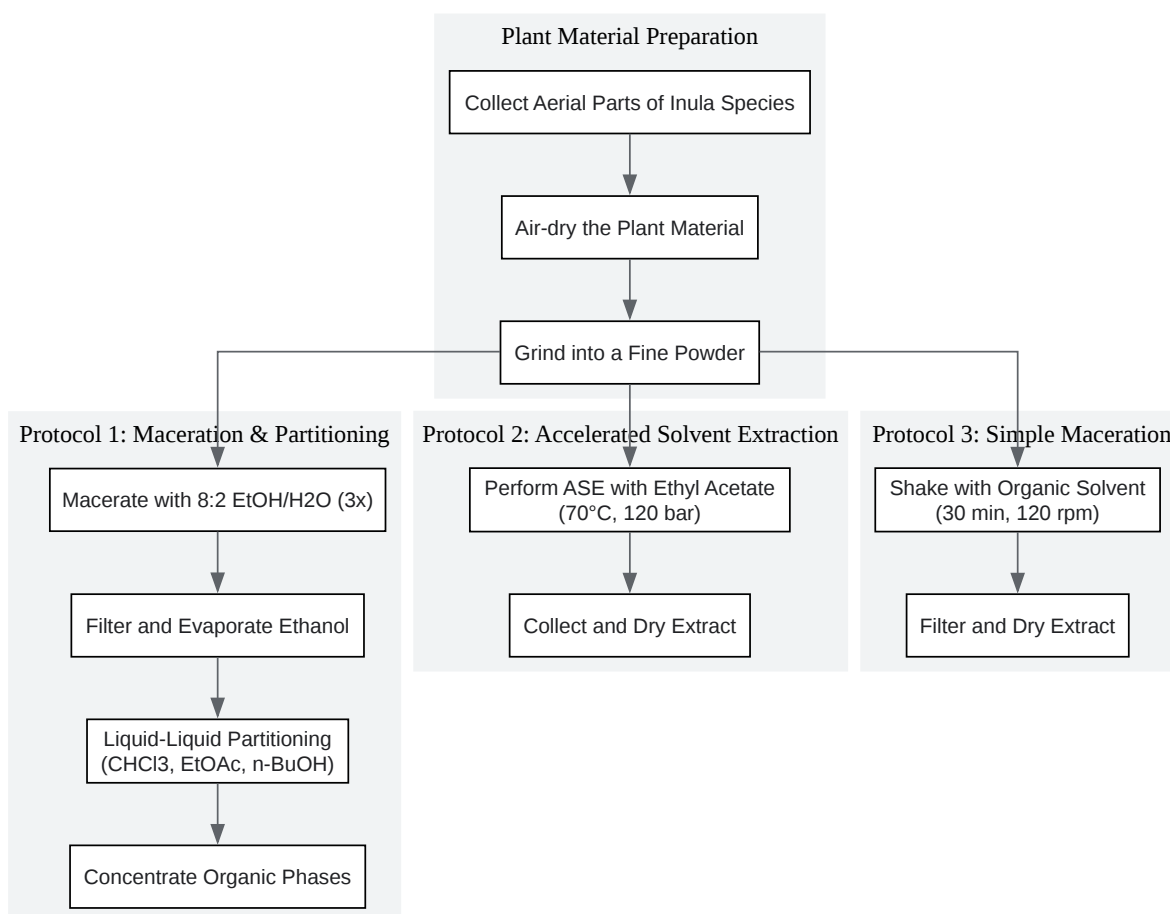 Plant Material Preparation
Collect Aerial Parts of Inula Species
Air-dry the Plant Material
Grind into a Fine Powder
Protocol 1: Maceration & Partitioning
Macerate with 8:2 EtOH/H2O (3x)
Filter and Evaporate Ethanol
Liquid-Liquid Partitioning
(CHCl3, EtOAc, n-BuOH)
Concentrate Organic Phases
Protocol 2: Accelerated Solvent Extraction
Perform ASE with Ethyl Acetate
(70°C, 120 bar)
Collect and Dry Extract
Protocol 3: Simple Maceration
Shake with Organic Solvent
(30 min, 120 rpm)
Filter and Dry Extract